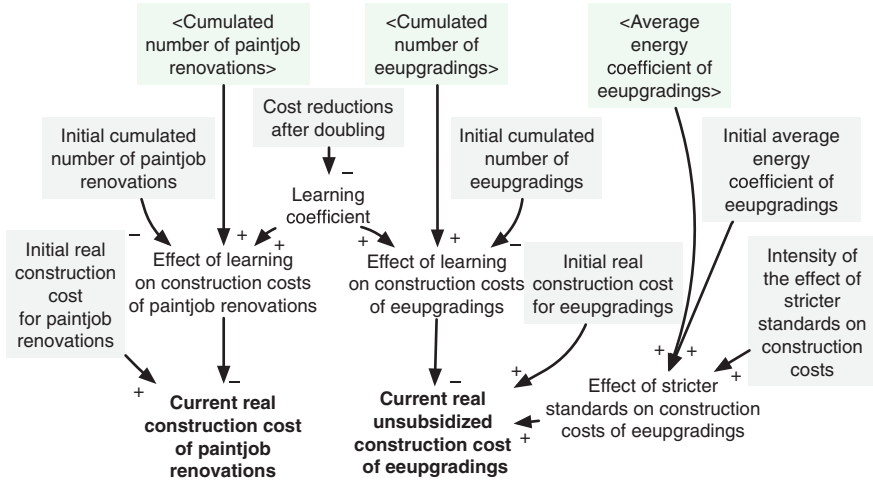 <Cumulated
number of paintjob
renovations>
<Cumulated
number of
eeupgradings>
<Average
energy
coefficient of
eeupgradings>
Cost reductions
after doubling
Initial cumulated
number of paintjob
renovations
Initial cumulated
number of
eeupgradings
Initial average
energy
coefficient of
eeupgradings
−
Learning
coefficient
−
+
+
+
+
−
Initial real
construction
cost
for paintjob
renovations
Effect of learning
on construction costs
of paintjob renovations
Effect of learning
on construction costs
of eeupgradings
Initial real
construction cost
for eeupgradings
Intensity of
the effect of
stricter
standards on
construction
costs
+
+
+
+
−
−
+
Current real
construction cost
of paintjob
renovations
Current real
unsubsidized
construction cost
of eeupgradings
+
Effect of stricter
standards on construction
costs of eeupgradings